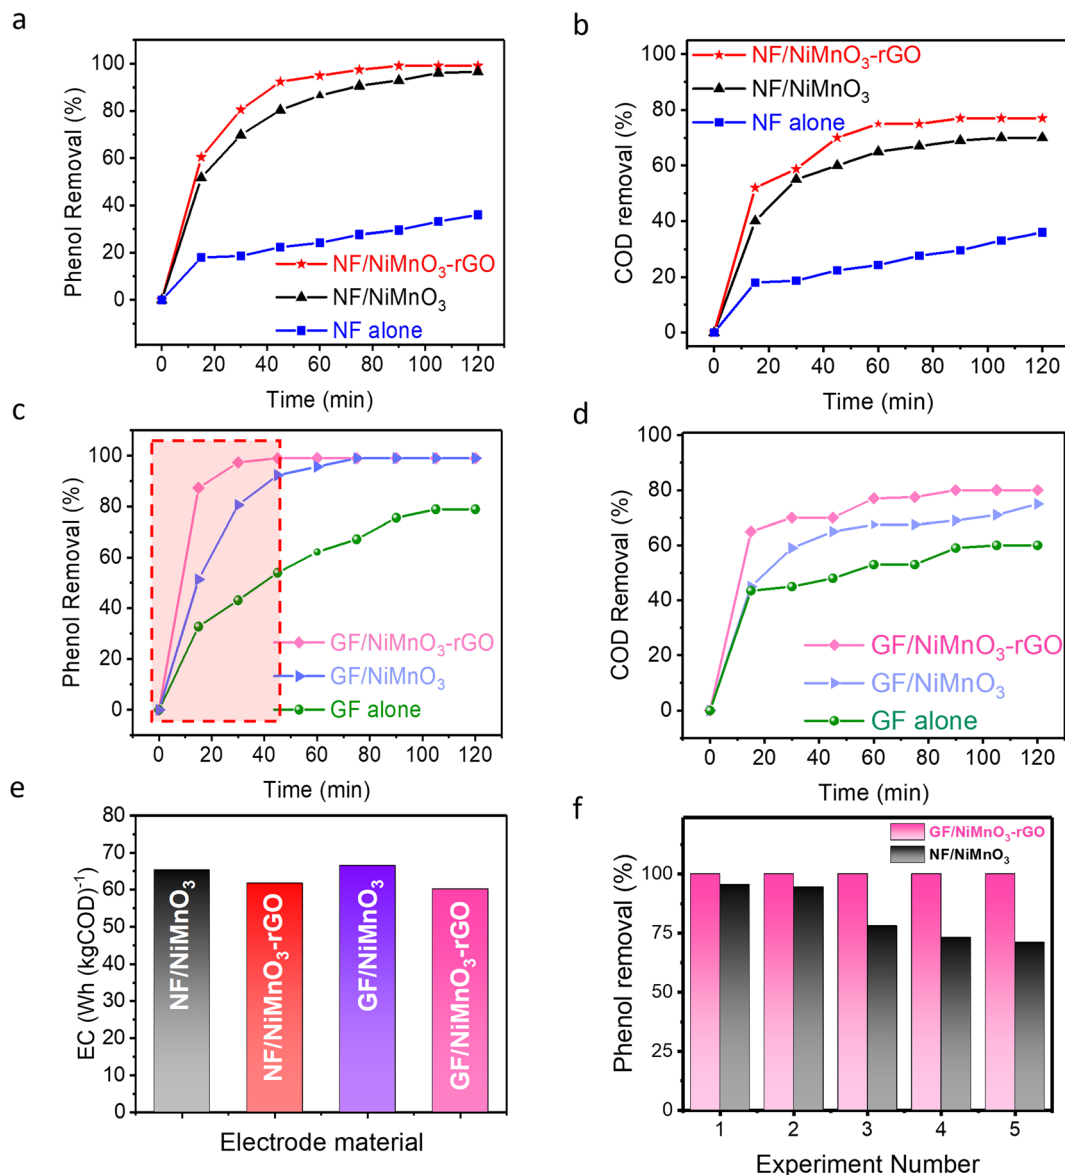 a
100
80
60
40
20
0
Phenol Removal (%)
NF/NiMnO₃-rGO
NF/NiMnO₃
NF alone
0 20 40 60 80 100 120
Time (min)
b
100
80
60
40
20
0
COD removal (%)
NF/NiMnO₃-rGO
NF/NiMnO₃
NF alone
0 20 40 60 80 100 120
Time (min)
c
100
80
60
40
20
0
Phenol Removal (%)
GF/NiMnO₃-rGO
GF/NiMnO₃
GF alone
0 20 40 60 80 100 120
Time (min)
d
100
80
60
40
20
0
COD Removal (%)
GF/NiMnO₃-rGO
GF/NiMnO₃
GF alone
0 20 40 60 80 100 120
Time (min)
e
80
70
60
50
40
30
20
10
0
EC (Wh (kgCOD)⁻¹
NF/NiMnO₃
NF/NiMnO₃-rGO
GF/NiMnO₃
GF/NiMnO₃-rGO
Electrode material
f
100
75
50
25
0
Phenol removal (%)
GF/NiMnO₃-rGO
NF/NiMnO₃
1 2 3 4 5
Experiment Number